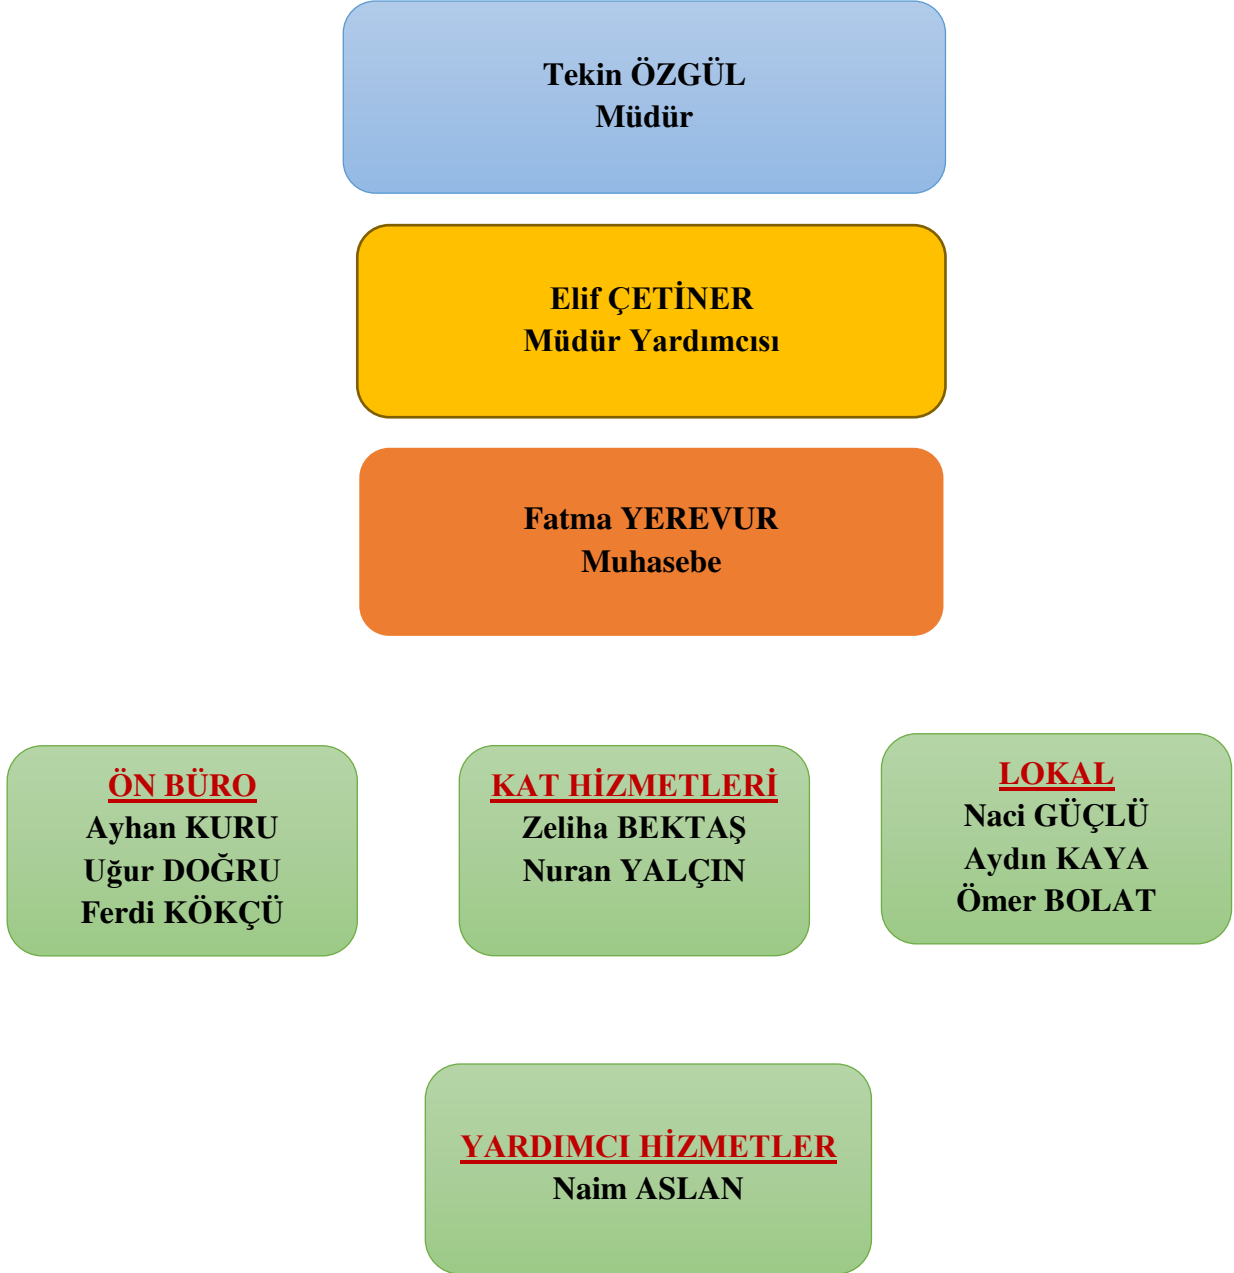 Tekin ÖZGÜL
Müdür
Elif ÇETİNER
Müdür Yardımcısı
Fatma YEREVUR
Muhasebe
ÖN BÜRO
Ayhan KURU
Uğur DOĞRU
Ferdi KÖKÇÜ
KAT HİZMETLERİ
Zeliha BEKTAŞ
Nuran YALÇIN
LOKAL
Naci GÜÇLÜ
Aydın KAYA
Ömer BOLAT
YARDIMCI HİZMETLER
Naim ASLAN